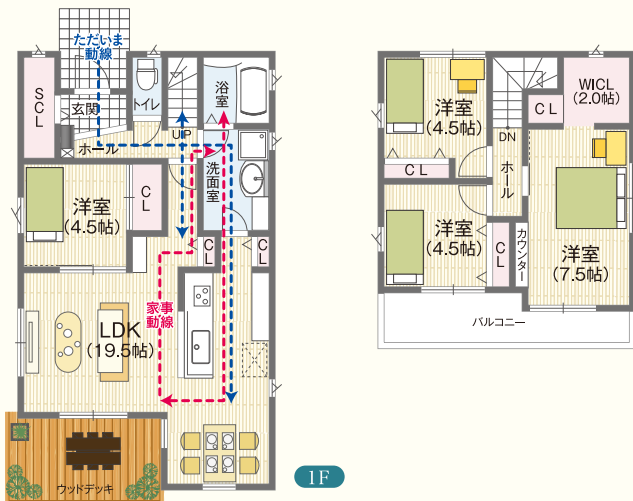 ただいま
動線
SCL
玄関
トイレ
浴室
UP
ホール
洗面室
洋室
(4.5帖)
CL
CL
CL
家事
動線
LDK
(19.5帖)
ウッドデッキ
1F
洋室
(4.5帖)
CL
DN
ホール
CL
WICL
(2.0帖)
洋室
(4.5帖)
CL
カウンター
洋室
(7.5帖)
バルコニー